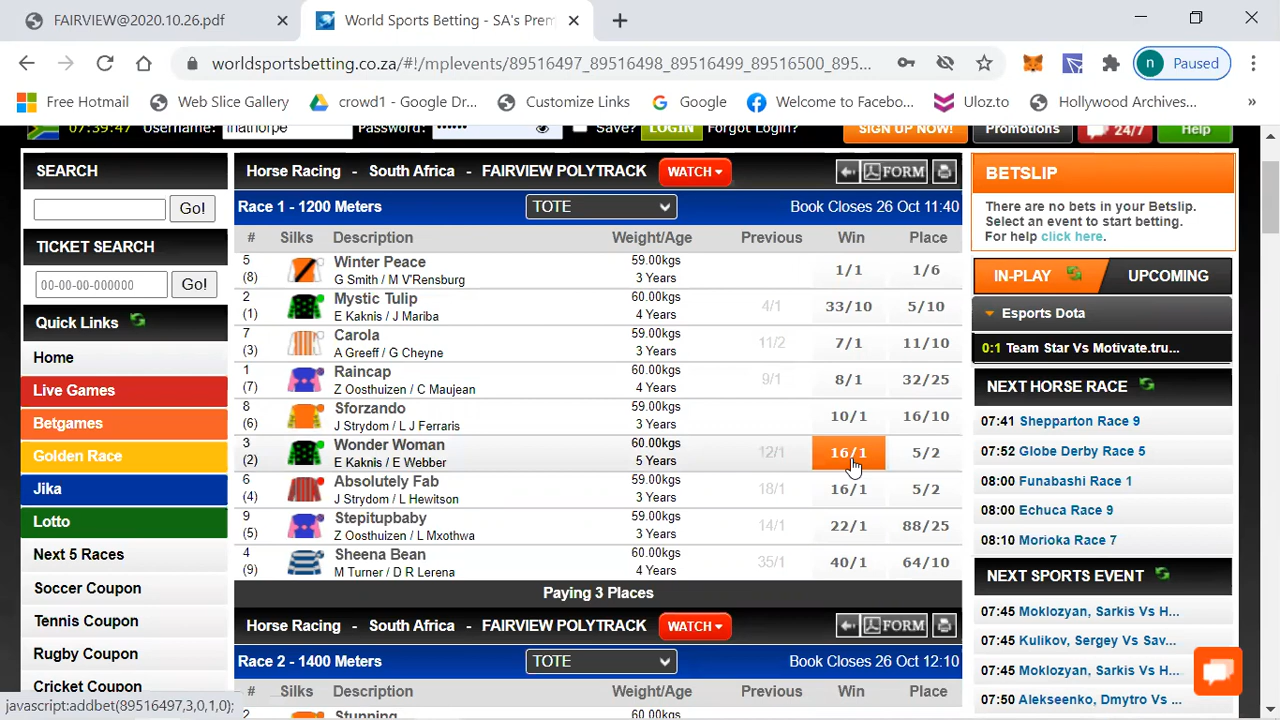 FAIRVIEW@2020.10.26.pdf
World Sports Betting - SA's Prem
n Paused
worldsportsbetting.co.za/#!/mplevents/89516497_89516498_89516499_89516500_895...
Free Hotmail
Web Slice Gallery
crowd1 - Google Dr...
Customize Links
Google
Welcome to Faceb...
Uloz.to
Hollywood Archives...
»
07:39:47 Username: Password: Save? LOGIN Forgot Login?
SIGN UP NOW! Promotions 24/7 Help
SEARCH
Go!
TICKET SEARCH
00-00-00-000000 Go!
Quick Links
Home
Live Games
Betgames
Golden Race
Jika
Lotto
Next 5 Races
Soccer Coupon
Tennis Coupon
Rugby Coupon
Cricket Coupon
Horse Racing - South Africa - FAIRVIEW POLYTRACK WATCH FORM
Race 1 - 1200 Meters TOTE Book Closes 26 Oct 11:40
# Silks Description Weight/Age Previous Win Place
5 Winter Peace 59.00kgs 1/1 1/6
(8) G Smith / M V'Rensburg 3 Years
2 Mystic Tulip 60.00kgs 4/1 33/10 5/10
(1) E Kaknis / J Mariba 4 Years
7 Carola 59.00kgs 11/2 7/1 11/10
(3) A Greeff / G Cheyne 3 Years
1 Raincap 60.00kgs 9/1 8/1 32/25
(7) Z Oosthuizen / C Maujean 4 Years
8 Sforzando 59.00kgs 10/1 16/10
(6) J Strydom / L J Ferraris 3 Years
3 Wonder Woman 60.00kgs 12/1 16/1 5/2
(2) E Kaknis / E Webber 5 Years
6 Absolutely Fab 59.00kgs 18/1 16/1 5/2
(4) J Strydom / L Hewitson 3 Years
9 Stepitupbaby 59.00kgs 14/1 22/1 88/25
(5) Z Oosthuizen / L Mxothwa 3 Years
4 Sheena Bean 60.00kgs 35/1 40/1 64/10
(9) M Turner / D R Lerena 4 Years
Paying 3 Places
Horse Racing - South Africa - FAIRVIEW POLYTRACK WATCH FORM
Race 2 - 1400 Meters TOTE Book Closes 26 Oct 12:10
# Silks Description Weight/Age Previous Win Place
Stunning
BETSLIP
There are no bets in your Betslip.
Select an event to start betting.
For help click here.
IN-PLAY UPCOMING
Esports Dota
0:1 Team Star Vs Motivate.tru...
NEXT HORSE RACE
07:41 Shepparton Race 9
07:52 Globe Derby Race 5
08:00 Funabashi Race 1
08:00 Echuca Race 9
08:10 Morioka Race 7
NEXT SPORTS EVENT
07:45 Moklozyan, Sarkis Vs H...
07:45 Kulikov, Sergey Vs Sav...
07:45 Moklozyan, Sarkis Vs H...
07:50 Alekseenko, Dmytro Vs ...
javascript:addbet(89516497,3,0,1,0);